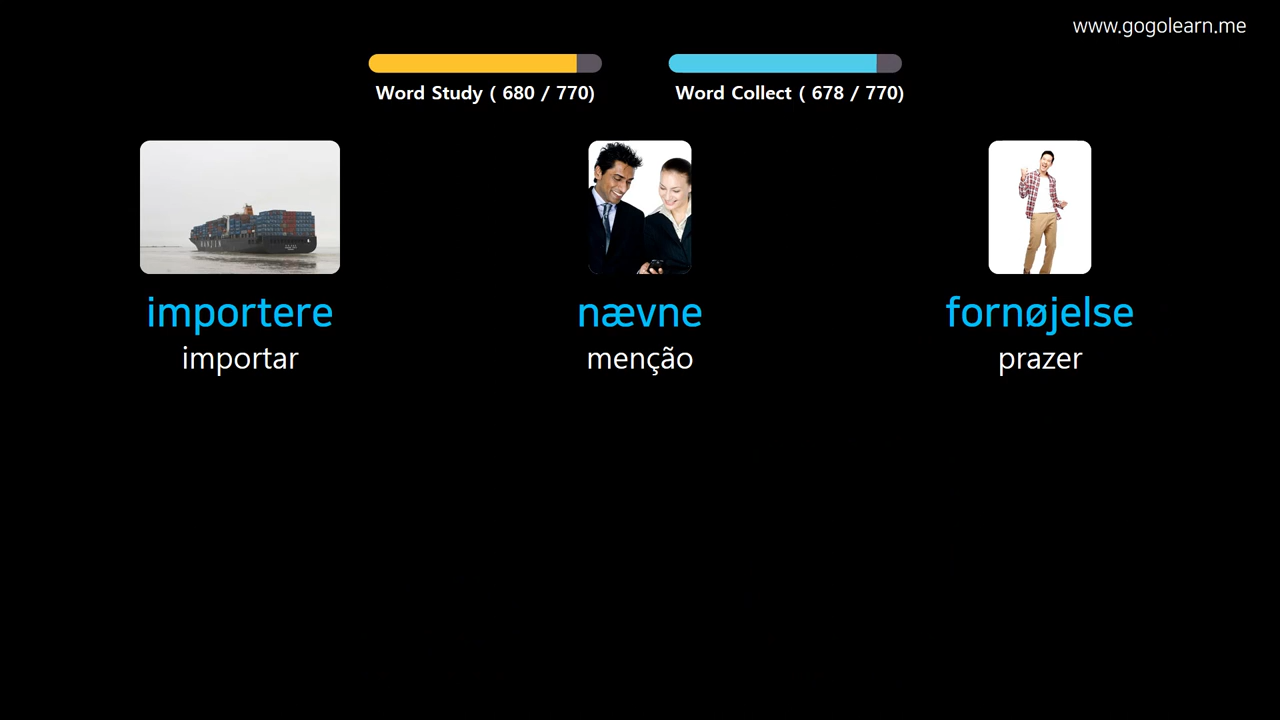 www.gogolearn.me
Word Study ( 680 / 770)
Word Collect ( 678 / 770)
importere
nævne
fornøjelse
importar
menção
prazer